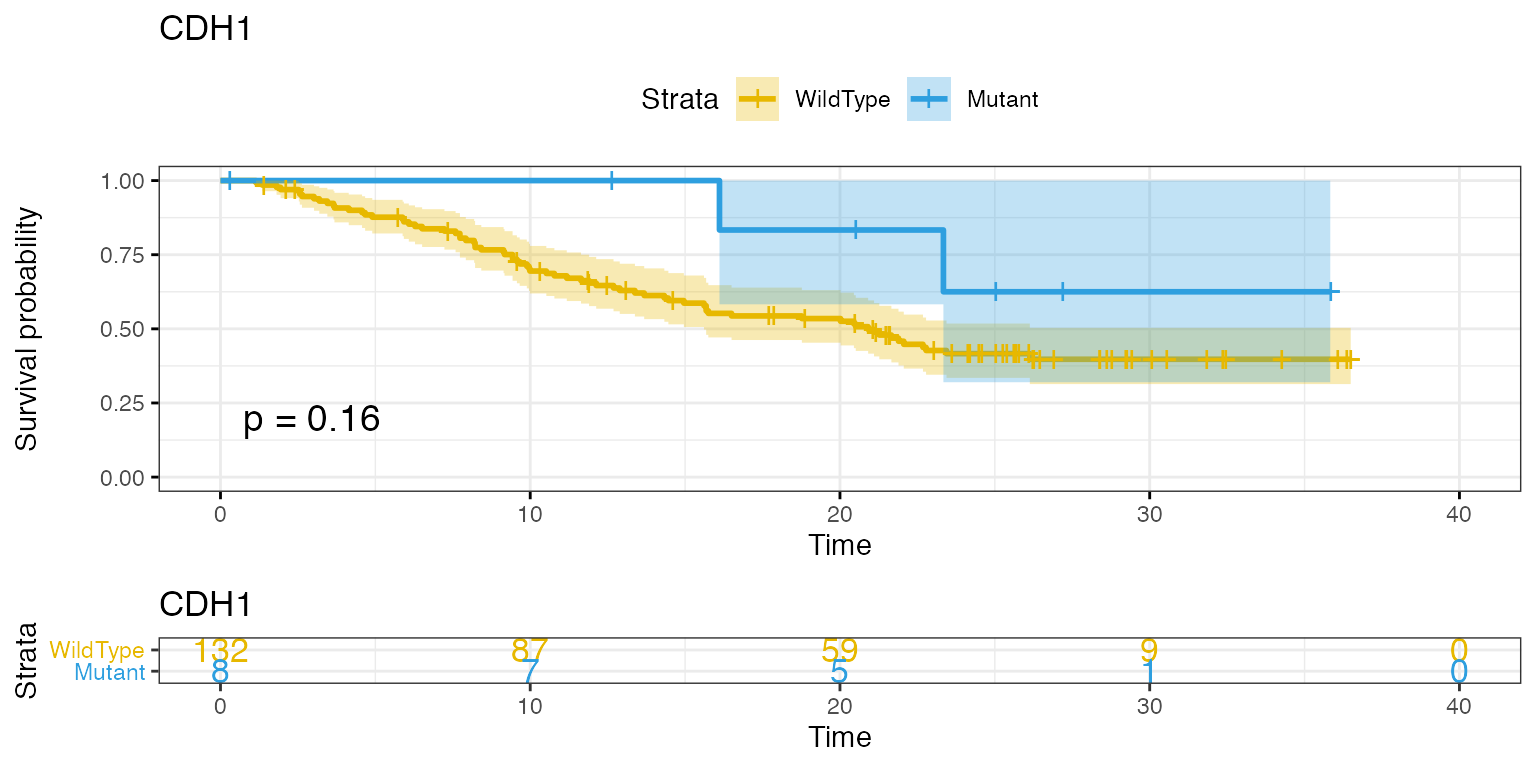 CDH1
Strata WildType Mutant
Survival probability
1.00
0.75
0.50
0.25
0.00
p = 0.16
0 10 20 30 40
Time
CDH1
Strata
WildType 132 87 59 9 0
Mutant 8 7 5 1 0
0 10 20 30 40
Time